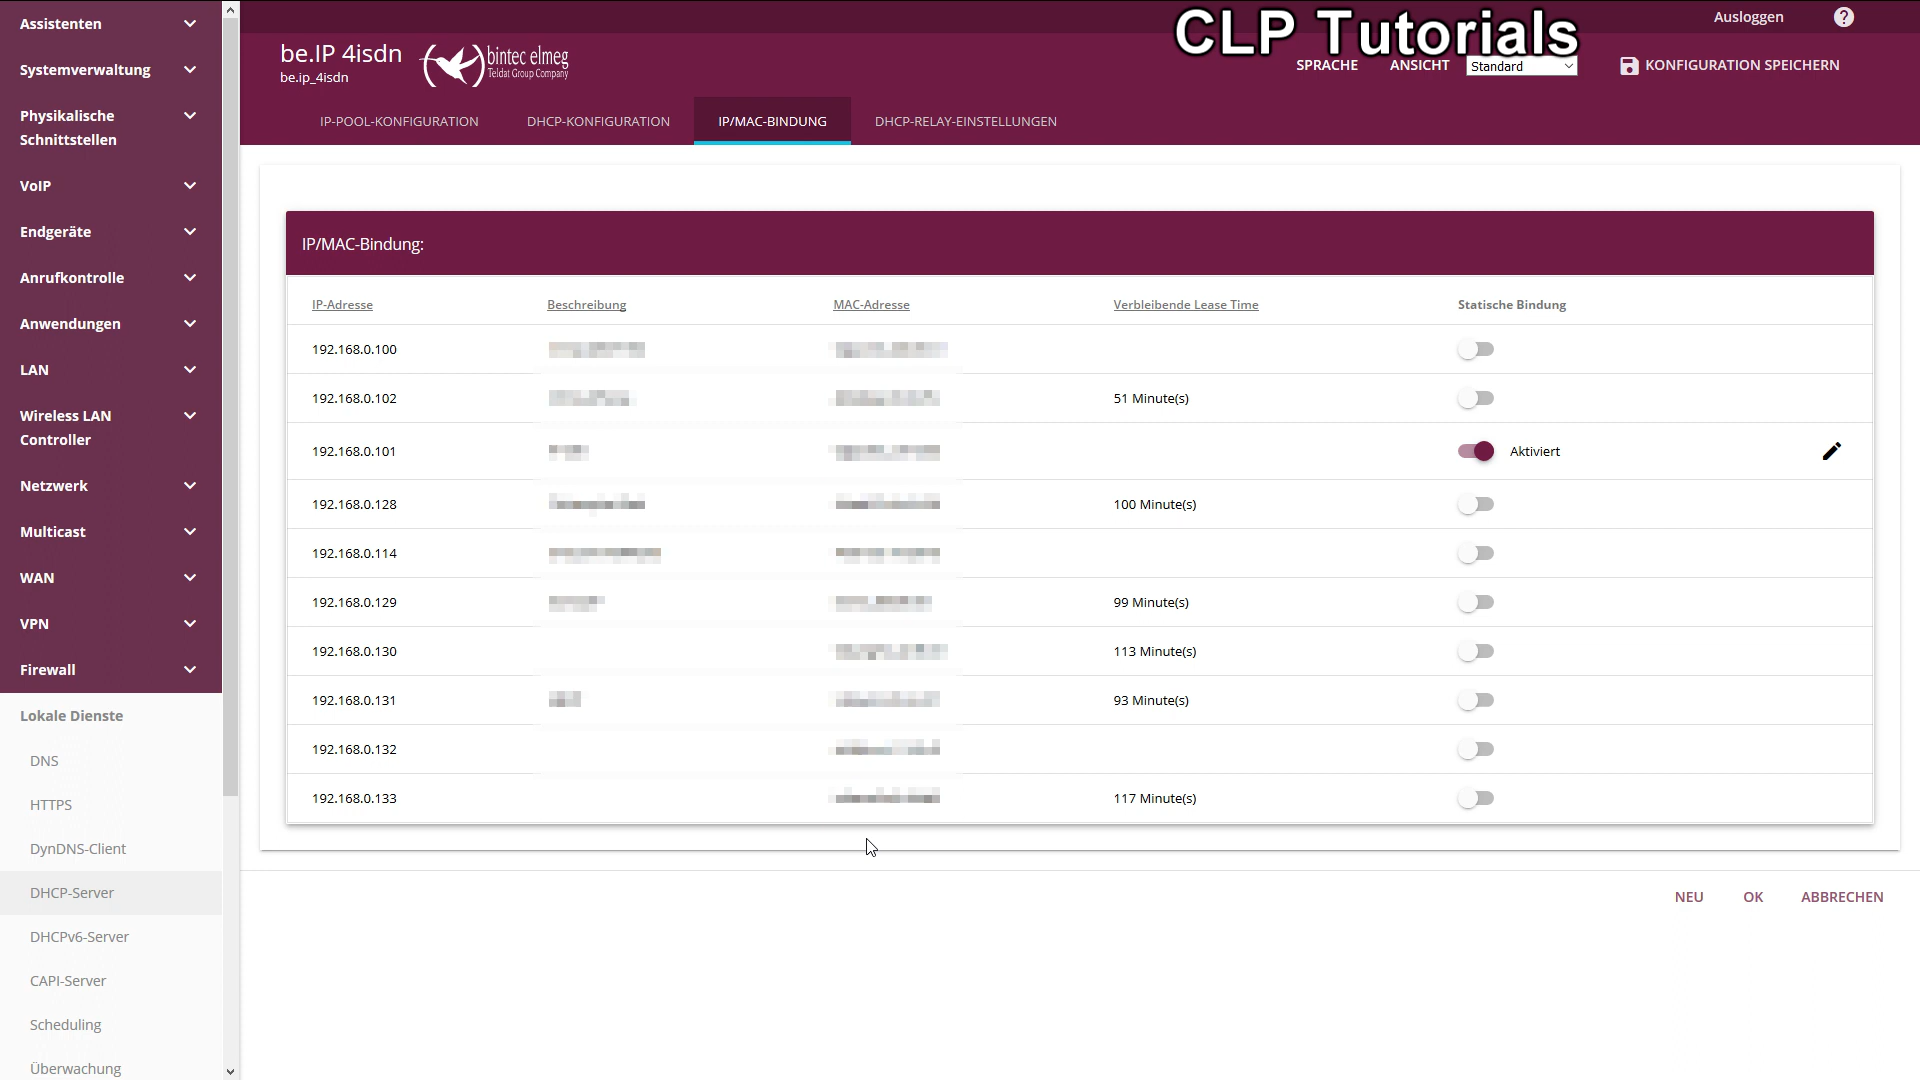 Assistenten
Systemverwaltung
Physikalische
Schnittstellen
VoIP
Endgeräte
Anrufkontrolle
Anwendungen
LAN
Wireless LAN
Controller
Netzwerk
Multicast
WAN
VPN
Firewall
Lokale Dienste
DNS
HTTPS
DynDNS-Client
DHCP-Server
DHCPv6-Server
CAPI-Server
Scheduling
Überwachung
CLP Tutorials
Ausloggen
?
be.IP 4isdn
be.ip_4isdn
bintec elmeg
Teldat Group Company
SPRACHE ANSICHT Standard KONFIGURATION SPEICHERN
IP-POOL-KONFIGURATION DHCP-KONFIGURATION IP/MAC-BINDUNG DHCP-RELAY-EINSTELLUNGEN
IP/MAC-Bindung:
IP-Adresse Beschreibung MAC-Adresse Verbleibende Lease Time Statische Bindung
192.168.0.100
192.168.0.102 51 Minute(s)
192.168.0.101 Aktiviert
192.168.0.128 100 Minute(s)
192.168.0.114
192.168.0.129 99 Minute(s)
192.168.0.130 113 Minute(s)
192.168.0.131 93 Minute(s)
192.168.0.132
192.168.0.133 117 Minute(s)
NEU OK ABBRECHEN